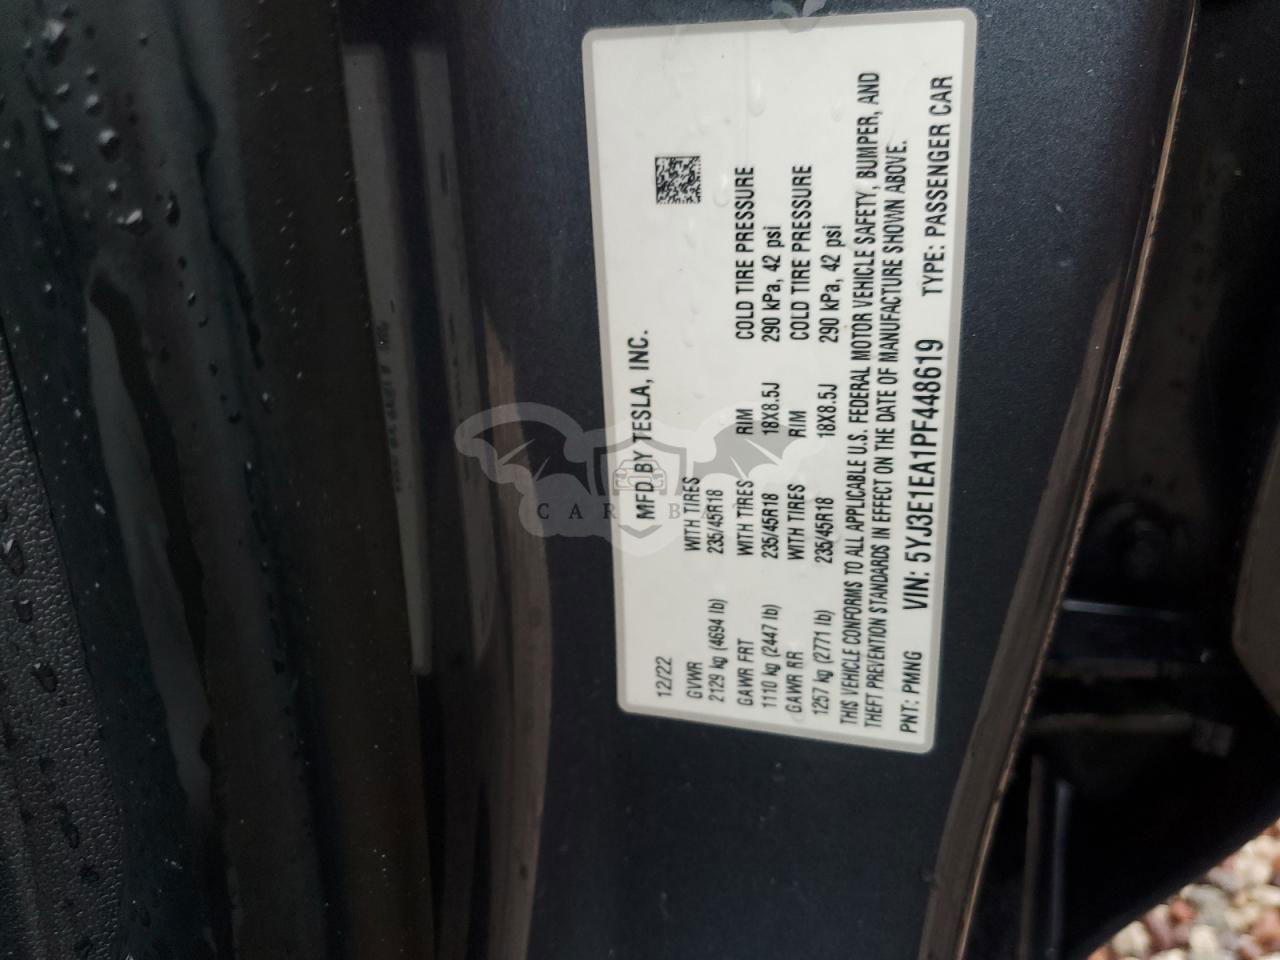 MFD BY TESLA, INC.
12/22
GVWR WITH TIRES RIM COLD TIRE PRESSURE
2129 kg (4694 lb) 235/45R18
GAWR FRT WITH TIRES RIM COLD TIRE PRESSURE
1110 kg (2447 lb) 235/45R18 18X8.5J 290 kPa, 42 psi
GAWR RR WITH TIRES RIM COLD TIRE PRESSURE
1257 kg (2771 lb) 235/45R18 18X8.5J 290 kPa, 42 psi
THIS VEHICLE CONFORMS TO ALL APPLICABLE U.S. FEDERAL MOTOR VEHICLE SAFETY, BUMPER, AND
THEFT PREVENTION STANDARDS IN EFFECT ON THE DATE OF MANUFACTURE SHOWN ABOVE.
PNT: PMNG VIN: 5YJ3E1EA1PF448619 TYPE: PASSENGER CAR